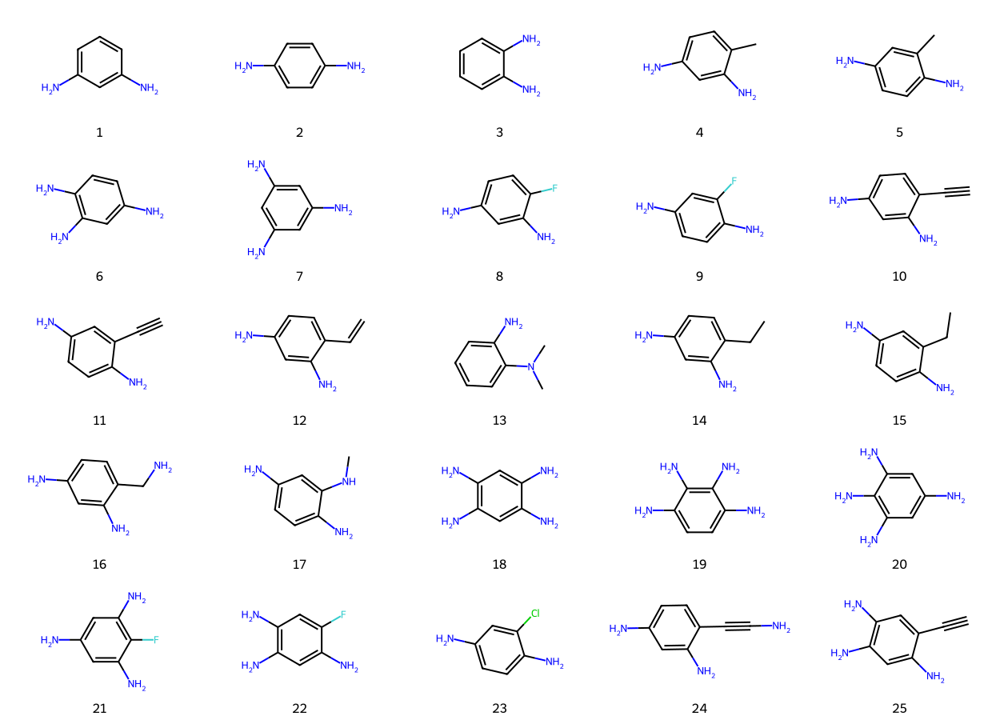 H₂N NH₂
1
H₂N NH₂
2
NH₂
NH₂
3
H₂N
NH₂
4
H₂N
NH₂
5
H₂N
NH₂
H₂N
6
H₂N
NH₂
H₂N
7
F
H₂N
NH₂
8
F
H₂N
NH₂
9
H₂N
NH₂
10
H₂N
NH₂
11
H₂N
NH₂
12
NH₂
N
13
H₂N
NH₂
14
H₂N
NH₂
15
NH₂
H₂N
NH₂
16
H₂N
NH
NH₂
17
H₂N NH₂
H₂N NH₂
18
H₂N NH₂
H₂N NH₂
19
H₂N
H₂N NH₂
H₂N
20
NH₂
H₂N F
NH₂
21
H₂N F
H₂N NH₂
22
Cl
H₂N
NH₂
23
H₂N NH₂
NH₂
24
H₂N
H₂N
NH₂
25